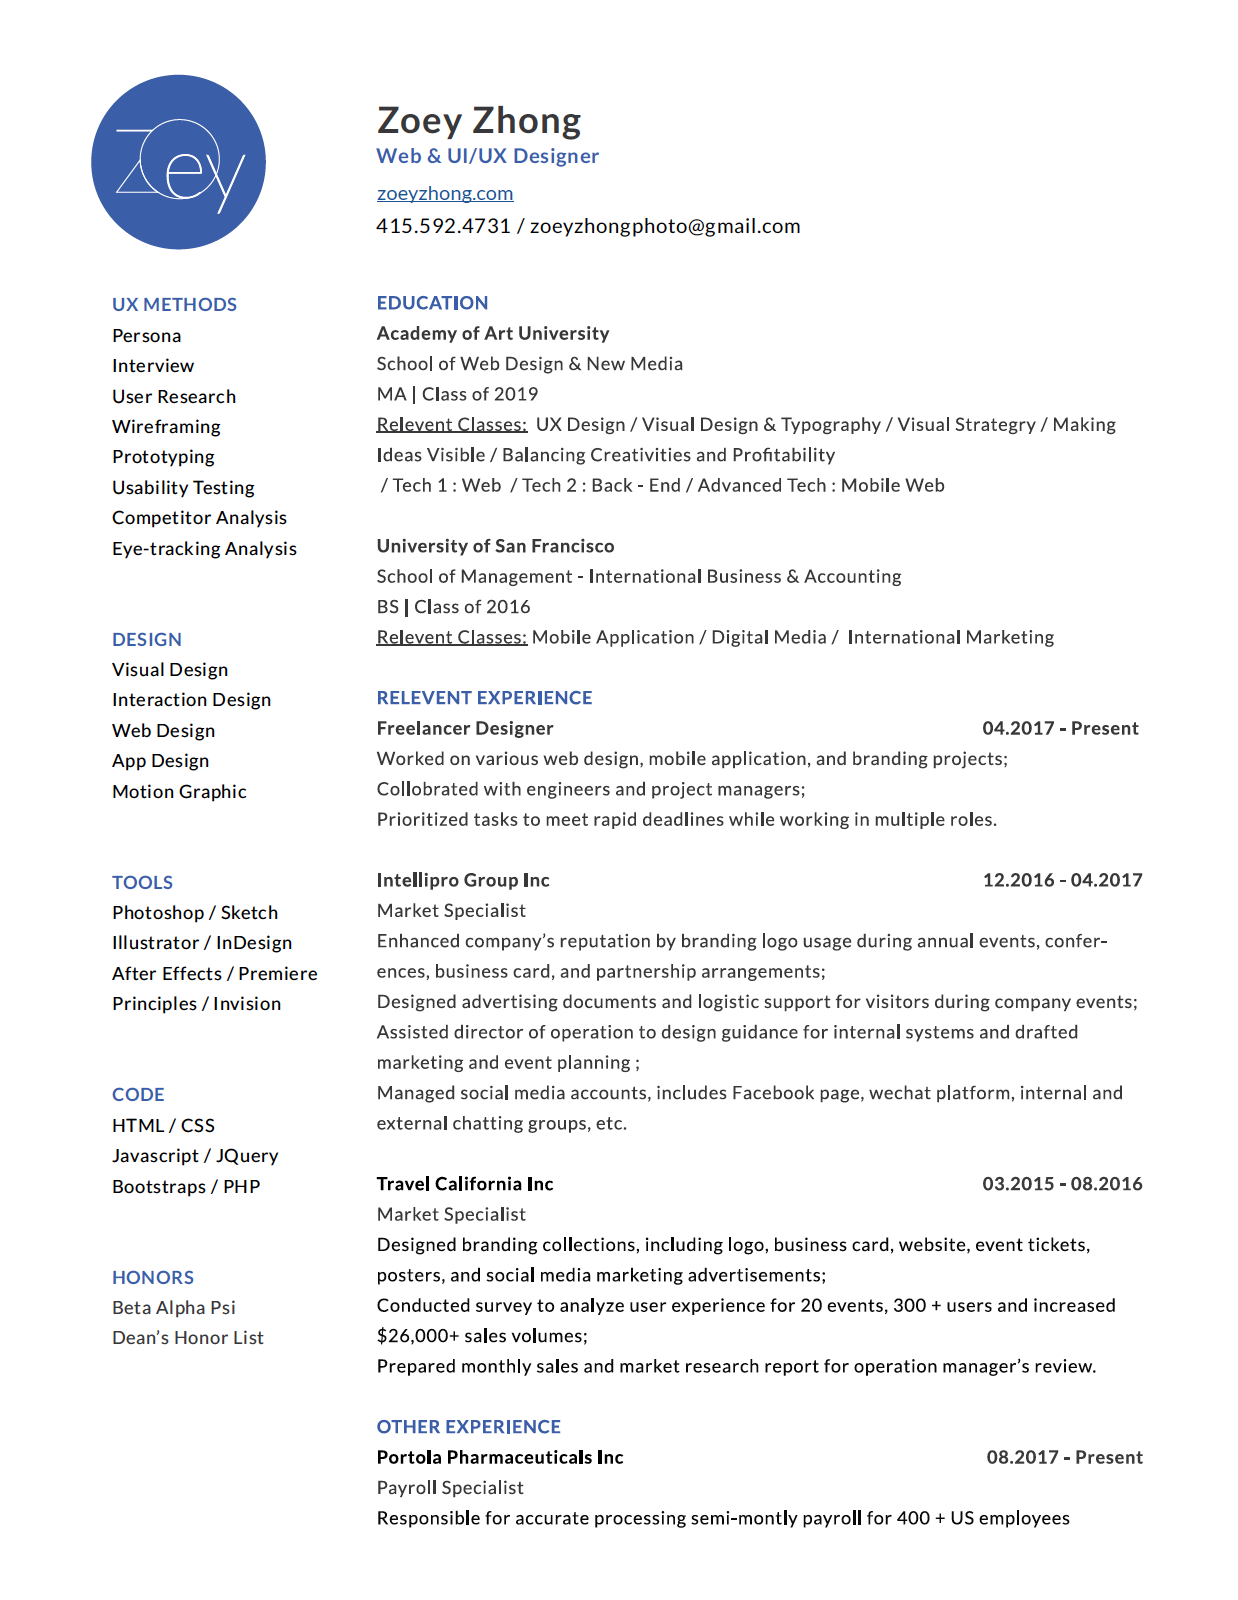 Zoey
Zoey Zhong
Web & UI/UX Designer
zoeyzhong.com
415.592.4731 / zoeyzhongphoto@gmail.com
UX METHODS
Persona
Interview
User Research
Wireframing
Prototyping
Usability Testing
Competitor Analysis
Eye-tracking Analysis
DESIGN
Visual Design
Interaction Design
Web Design
App Design
Motion Graphic
TOOLS
Photoshop / Sketch
Illustrator / InDesign
After Effects / Premiere
Principles / Invision
CODE
HTML / CSS
Javascript / JQuery
Bootstraps / PHP
HONORS
Beta Alpha Psi
Dean’s Honor List
EDUCATION
Academy of Art University
School of Web Design & New Media
MA | Class of 2019
Relevent Classes:  UX Design / Visual Design & Typography / Visual Strategry / Making
Ideas Visible / Balancing Creativities and Profitability
/ Tech 1 : Web  / Tech 2 : Back - End / Advanced Tech : Mobile Web
University of San Francisco
School of Management - International Business & Accounting
BS | Class of 2016
Relevent Classes: Mobile Application / Digital Media /  International Marketing
RELEVENT EXPERIENCE
Freelancer Designer 04.2017 - Present
Worked on various web design, mobile application, and branding projects;
Collobrated with engineers and project managers;
Prioritized tasks to meet rapid deadlines while working in multiple roles.
Intellipro Group Inc 12.2016 - 04.2017
Market Specialist
Enhanced company’s reputation by branding logo usage during annual events, confer-
ences, business card, and partnership arrangements;
Designed advertising documents and logistic support for visitors during company events;
Assisted director of operation to design guidance for internal systems and drafted
marketing and event planning ;
Managed social media accounts, includes Facebook page, wechat platform, internal and
external chatting groups, etc.
Travel California Inc 03.2015 - 08.2016
Market Specialist
Designed branding collections, including logo, business card, website, event tickets,
posters, and social media marketing advertisements;
Conducted survey to analyze user experience for 20 events, 300 + users and increased
$26,000+ sales volumes;
Prepared monthly sales and market research report for operation manager’s review.
OTHER EXPERIENCE
Portola Pharmaceuticals Inc 08.2017 - Present
Payroll Specialist
Responsible for accurate processing semi-montly payroll for 400 + US employees